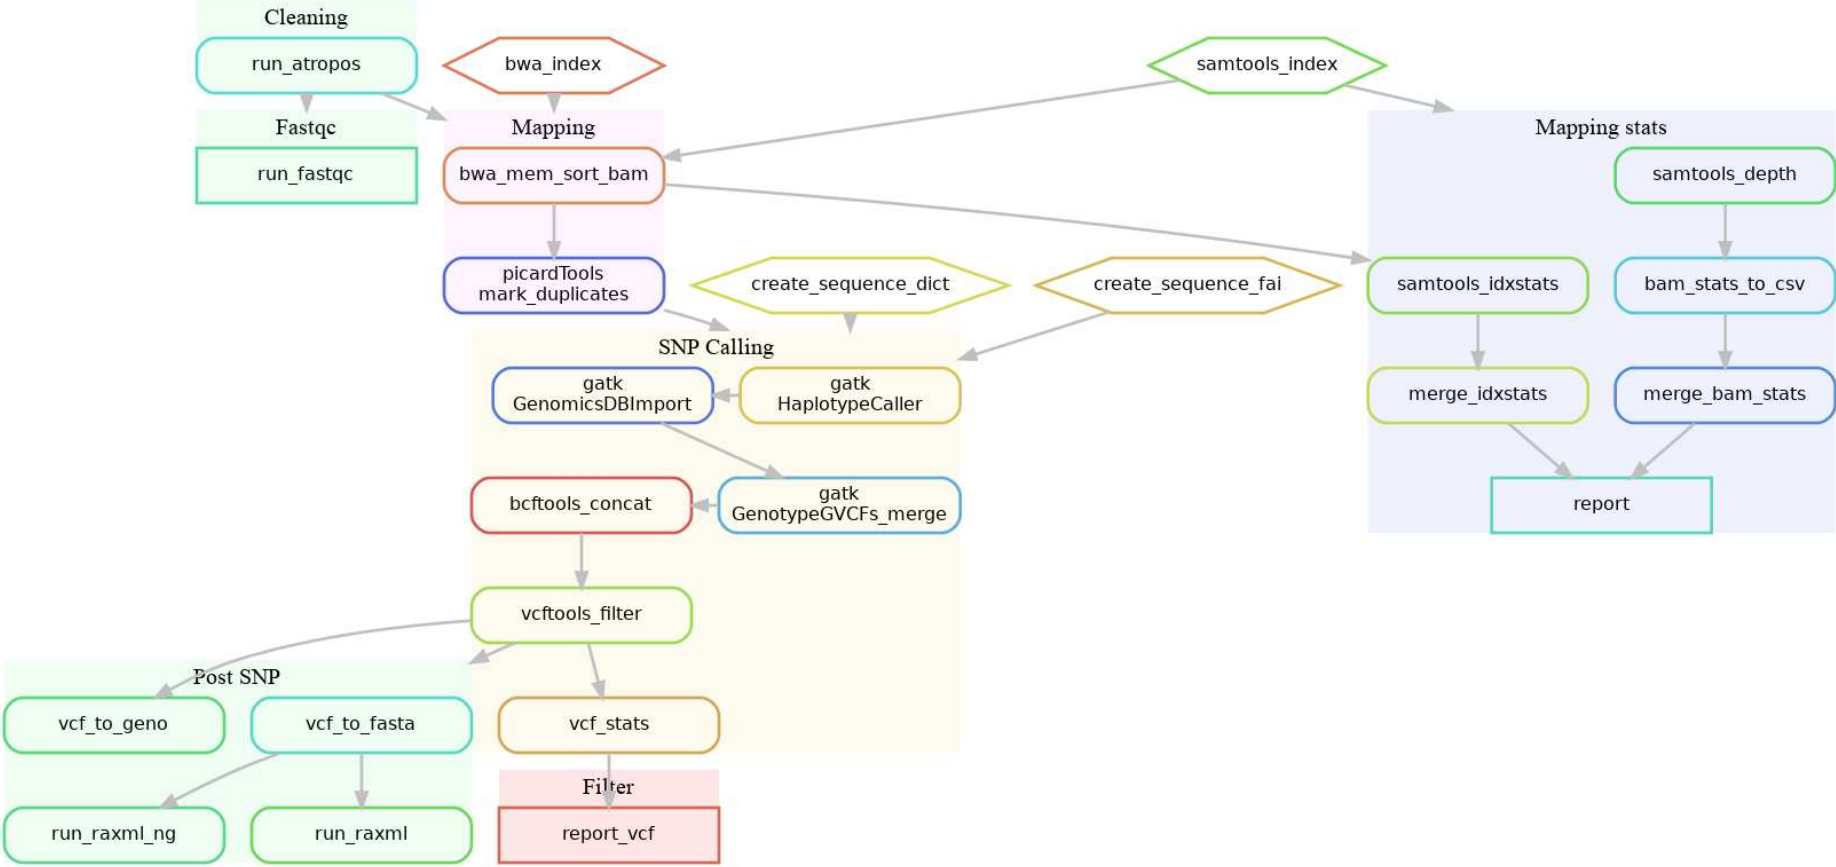 Cleaning
run_atropos
bwa_index
samtools_index
Fastqc
Mapping
Mapping stats
run_fastqc
bwa_mem_sort_bam
samtools_depth
picardTools
mark_duplicates
create_sequence_dict
create_sequence_fai
samtools_idxstats
bam_stats_to_csv
SNP Calling
gatk
GenomicsDBImport
gatk
HaplotypeCaller
merge_idxstats
merge_bam_stats
bcftools_concat
gatk
GenotypeGVCFs_merge
report
vcftools_filter
Post SNP
vcf_to_geno
vcf_to_fasta
vcf_stats
Filter
run_raxml_ng
run_raxml
report_vcf